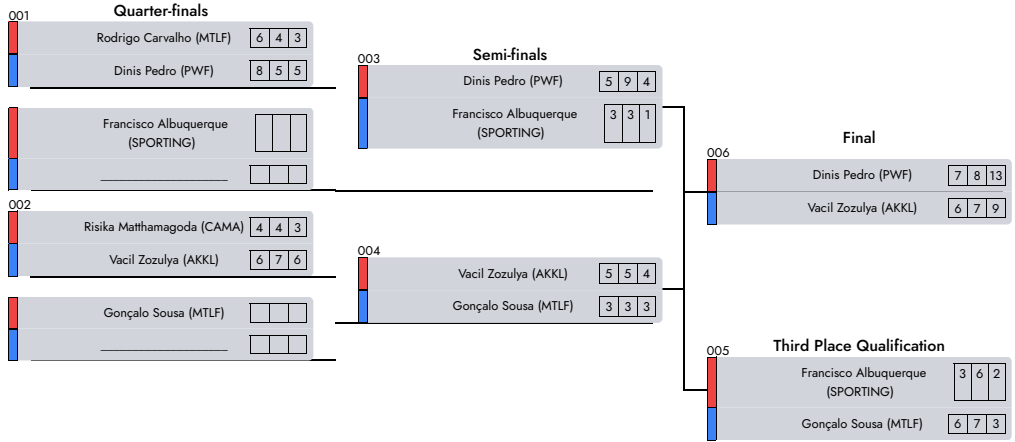 Quarter-finals
001
Rodrigo Carvalho (MTLF) 6 4 3
Dinis Pedro (PWF) 8 5 5
Francisco Albuquerque
(SPORTING)
____________________
002
Risika Matthamagoda (CAMA) 4 4 3
Vacil Zozulya (AKKL) 6 7 6
Gonçalo Sousa (MTLF)
____________________
Semi-finals
003
Dinis Pedro (PWF) 5 9 4
Francisco Albuquerque
(SPORTING) 3 3 1
004
Vacil Zozulya (AKKL) 5 5 4
Gonçalo Sousa (MTLF) 3 3 3
Final
006
Dinis Pedro (PWF) 7 8 13
Vacil Zozulya (AKKL) 6 7 9
Third Place Qualification
005
Francisco Albuquerque
(SPORTING) 3 6 2
Gonçalo Sousa (MTLF) 6 7 3